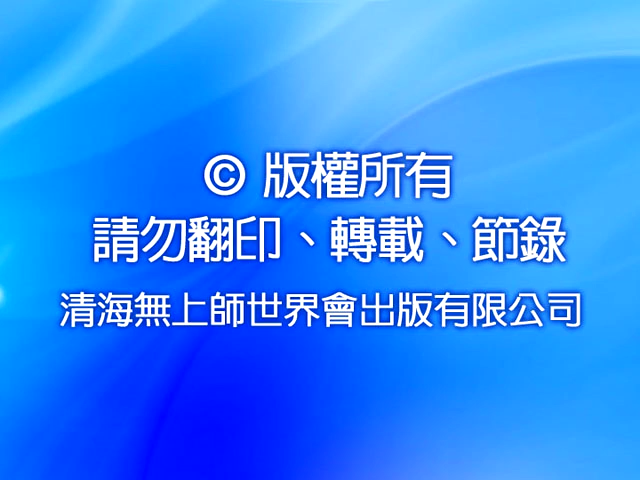 © 版權所有
請勿翻印、轉載、節錄
清海無上師世界會出版有限公司